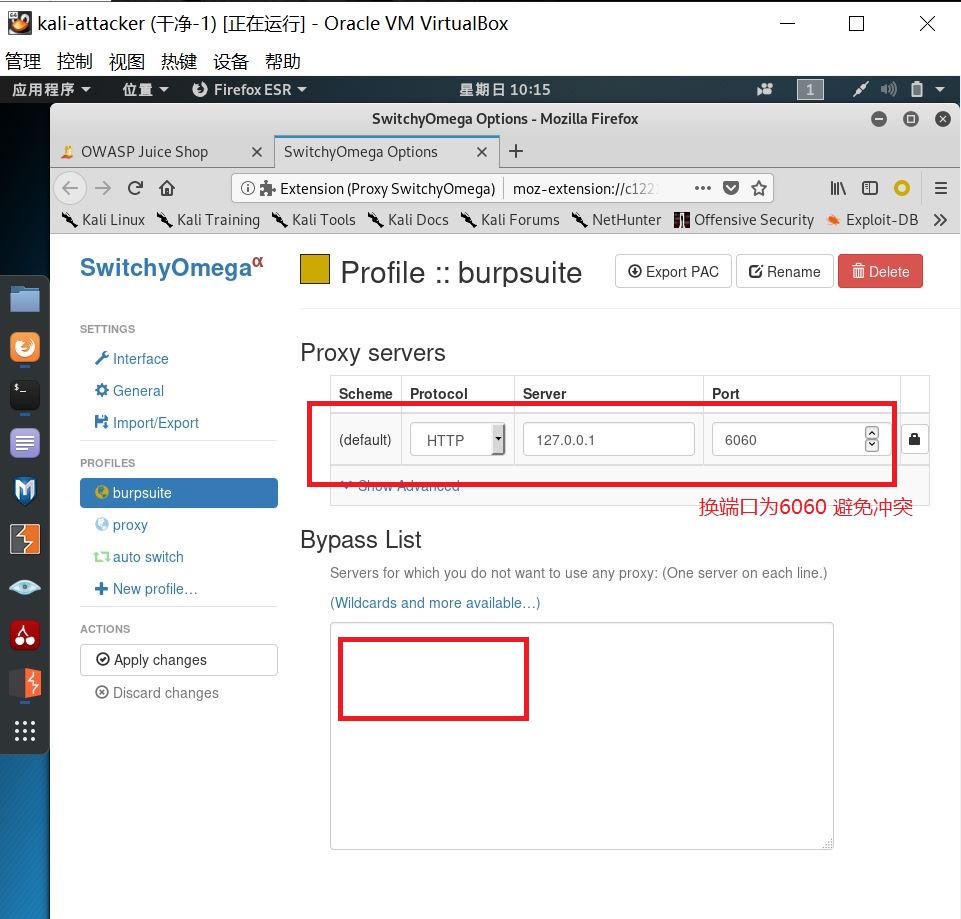 kali-attacker (干净-1) [正在运行] - Oracle VM VirtualBox
管理 控制 视图 热键 设备 帮助
应用程序 位置 Firefox ESR 星期日 10:15 1
SwitchyOmega Options - Mozilla Firefox
OWASP Juice Shop SwitchyOmega Options
Extension (Proxy SwitchyOmega) moz-extension://c122
Kali Linux Kali Training Kali Tools Kali Docs Kali Forums NetHunter Offensive Security Exploit-DB
SwitchyOmegaα
Profile :: burpsuite Export PAC Rename Delete
SETTINGS
Interface
General
Import/Export
PROFILES
burpsuite
proxy
auto switch
New profile…
ACTIONS
Apply changes
Discard changes
Proxy servers
Scheme Protocol Server Port
(default) HTTP 127.0.0.1 6060
Show Advanced
换端口为6060 避免冲突
Bypass List
Servers for which you do not want to use any proxy: (One server on each line.)
(Wildcards and more available…)